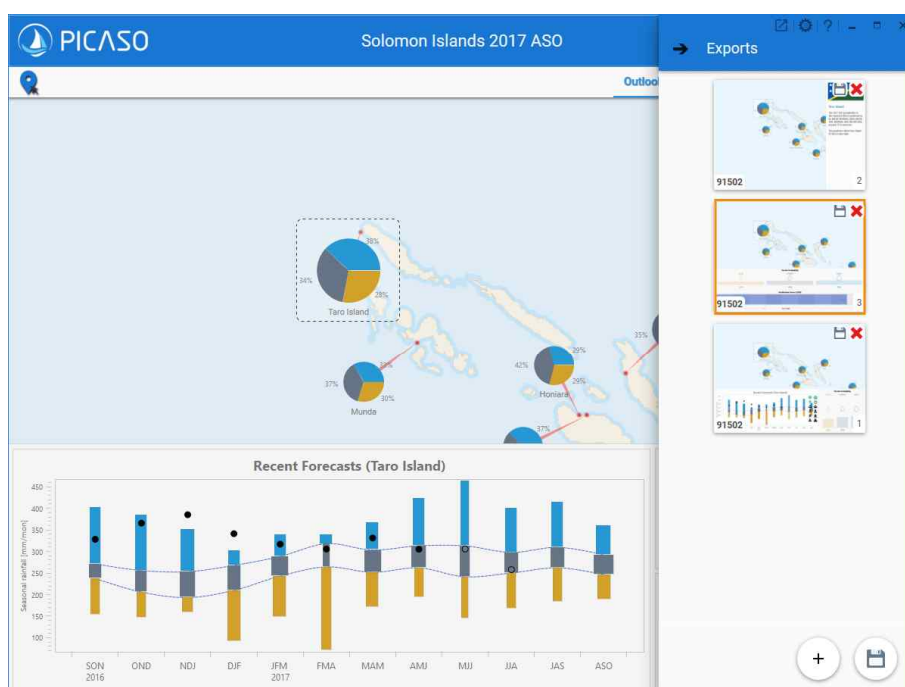 PICASO
Solomon Islands 2017 ASO
Exports
Outlook
38%
34%
28%
Taro Island
37%
30%
Munda
42%
29%
29%
Honiara
35%
37%
91502
2
91502
3
91502
1
Recent Forecasts (Taro Island)
Seasonal rainfall [mm/mon]
450
400
350
300
250
200
150
100
SON
2016
OND
NDJ
DJF
JFM
2017
FMA
MAM
AMJ
MJJ
JJA
JAS
ASO